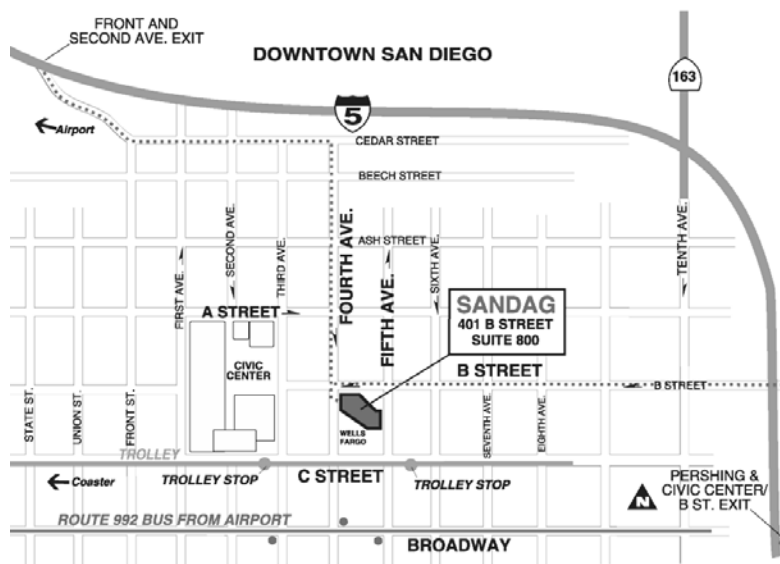 FRONT AND
SECOND AVE. EXIT
DOWNTOWN SAN DIEGO
163
5
Airport
CEDAR STREET
BEECH STREET
ASH STREET
FIRST AVE.
SECOND AVE.
THIRD AVE.
FOURTH AVE.
FIFTH AVE.
SIXTH AVE.
TENTH AVE.
A STREET
SANDAG
401 B STREET
SUITE 800
CIVIC
CENTER
B STREET
B STREET
STATE ST.
UNION ST.
FRONT ST.
WELLS
FARGO
SEVENTH AVE.
EIGHTH AVE.
TROLLEY
TROLLEY STOP
C STREET
TROLLEY STOP
Coaster
PERSHING &
CIVIC CENTER/
B ST. EXIT
N
ROUTE 992 BUS FROM AIRPORT
BROADWAY